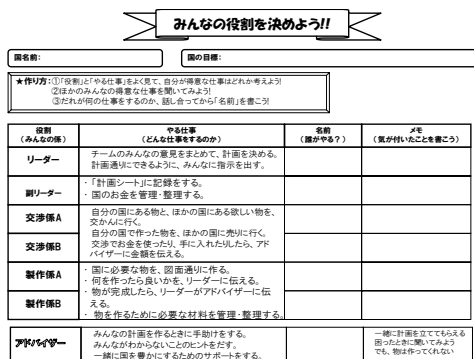 みんなの役割を決めよう!!
国名前:
国の目標:
★作り方:①「役割」と「やる仕事」をよく見て、自分が得意な仕事はどれか考えよう!
②ほかのみんなの得意な仕事を聞いてみよう!
③だれが何の仕事をするのか、話し合ってから「名前」を書こう!
役割
(みんなの係)
やる仕事
(どんな仕事をするのか)
名前
(誰がやる?)
メモ
(気が付いたことを書こう)
リーダー
チームのみんなの意見をまとめて、計画を決める。
計画通りにできるように、みんなに指示を出す。
副リーダー
・「計画シート」に記録をする。
・国のお金を管理・整理する。
交渉係A
交渉係B
自分の国にある物と、ほかの国にある欲しい物を、
交かんに行く。
自分の国で作った物を、ほかの国に売りに行く。
交渉でお金を使ったり、手に入れたりしたら、アド
バイザーに金額を伝える。
製作係A
製作係B
・国に必要な物を、図面通りに作る。
・何を作ったら良いかを、リーダーに伝える。
・物が完成したら、リーダーがアドバイザーに伝
える。
・物を作るために必要な材料を管理・整理する。
アドバイザー
みんなの計画を作るときに手助けをする。
みんながわからないことのヒントをだす。
一緒に国を豊かにするためのサポートをする。
一緒に計画を立ててもらえる
困ったときに聞いてみよう
でも、物は作ってくれない